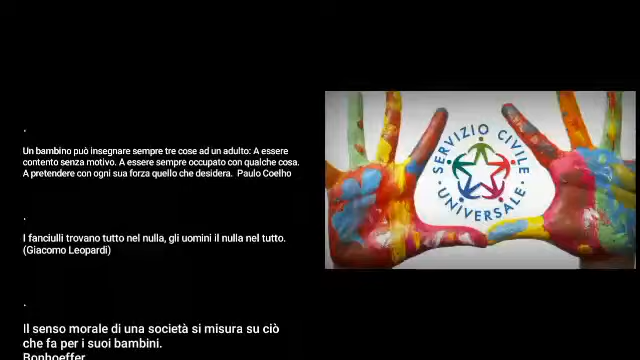 .
Un bambino può insegnare sempre tre cose ad un adulto: A essere
contento senza motivo. A essere sempre occupato con qualche cosa.
A pretendere con ogni sua forza quello che desidera.  Paulo Coelho
.
I fanciulli trovano tutto nel nulla, gli uomini il nulla nel tutto.
(Giacomo Leopardi)
.
Il senso morale di una società si misura su ciò
che fa per i suoi bambini.
Bonhoeffer
SERVIZIO CIVILE
· UNIVERSALE ·